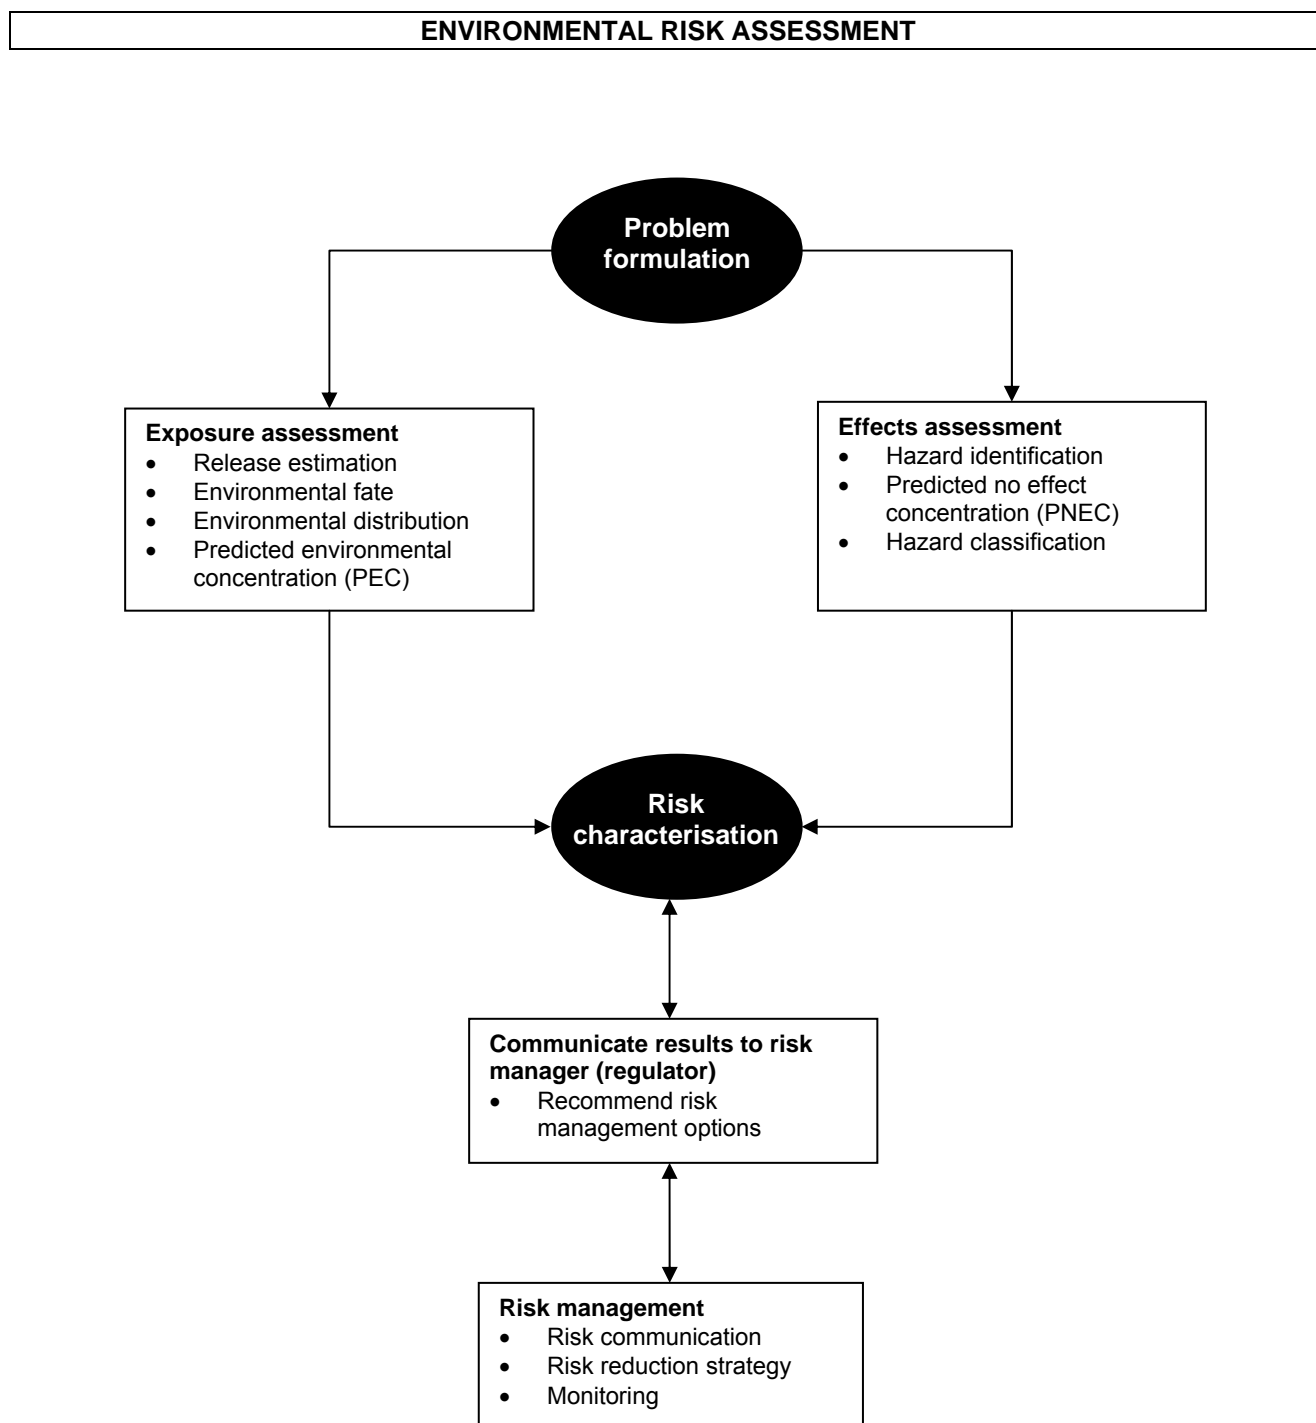 ENVIRONMENTAL RISK ASSESSMENT
Problem
formulation
Exposure assessment
• Release estimation
• Environmental fate
• Environmental distribution
• Predicted environmental
concentration (PEC)
Effects assessment
• Hazard identification
• Predicted no effect
concentration (PNEC)
• Hazard classification
Risk
characterisation
Communicate results to risk
manager (regulator)
• Recommend risk
management options
Risk management
• Risk communication
• Risk reduction strategy
• Monitoring